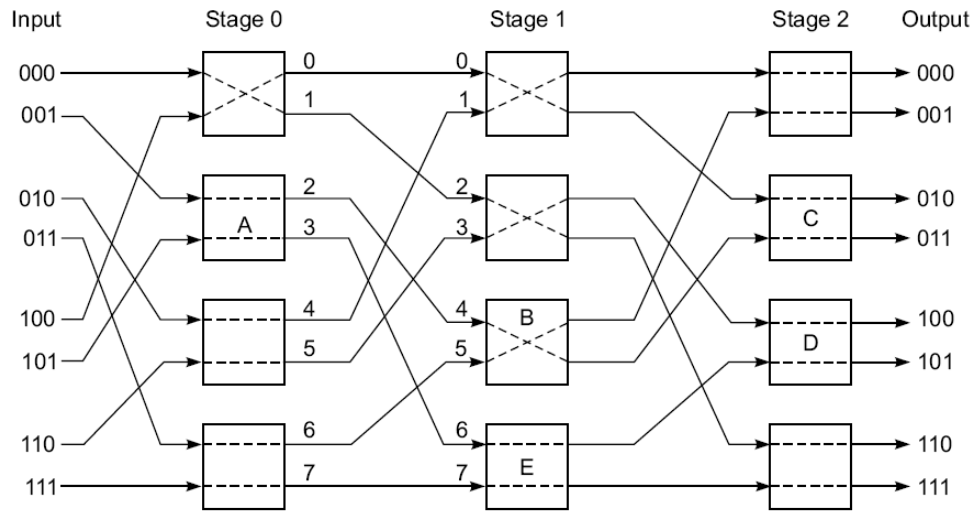 Input Stage 0 Stage 1 Stage 2 Output
000 0 0 000
001 1 1 001
010 2 2 010
011 A 3 3 C 011
100 4 4 B 100
101 5 5 D 101
110 6 6 110
111 7 7 E 111